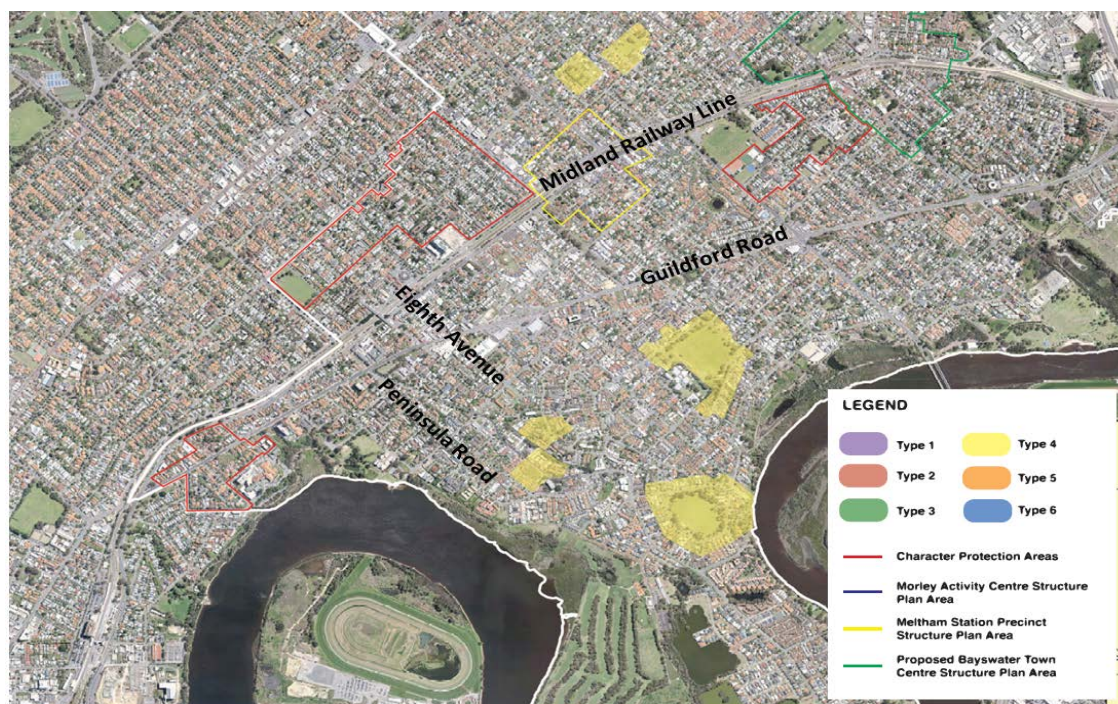 Midland Railway Line
Guildford Road
Eighth Avenue
Peninsula Road
LEGEND
Type 1
Type 4
Type 2
Type 5
Type 3
Type 6
Character Protection Areas
Morley Activity Centre Structure
Plan Area
Meltham Station Precinct
Structure Plan Area
Proposed Bayswater Town
Centre Structure Plan Area